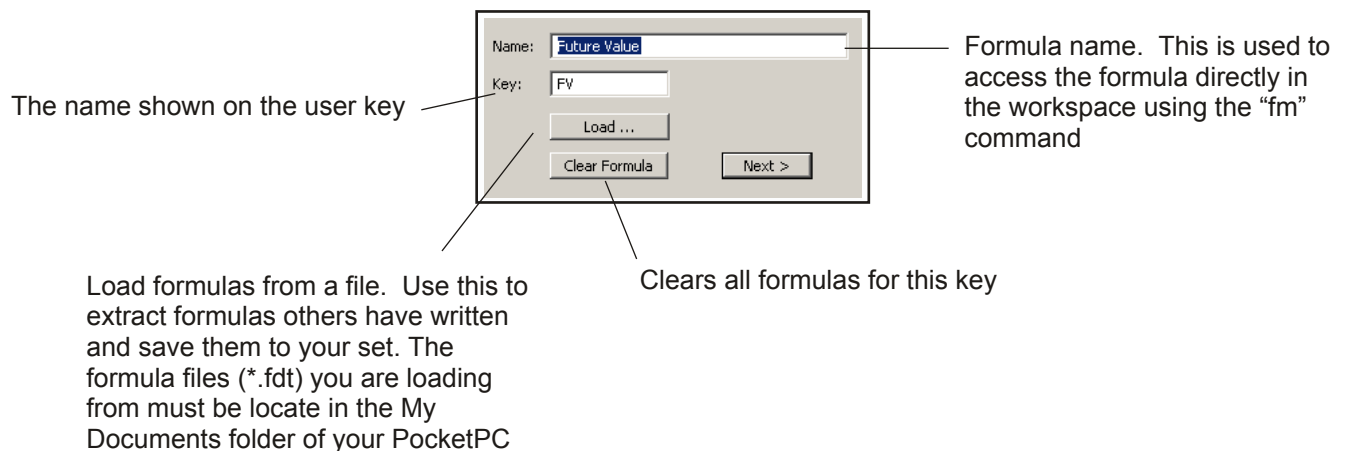 Name: Future Value
Key: FV
Load ...
Clear Formula Next >
The name shown on the user key
Formula name. This is used to
access the formula directly in
the workspace using the “fm”
command
Load formulas from a file. Use this to
extract formulas others have written
and save them to your set. The
formula files (*.fdt) you are loading
from must be locate in the My
Documents folder of your PocketPC
Clears all formulas for this key